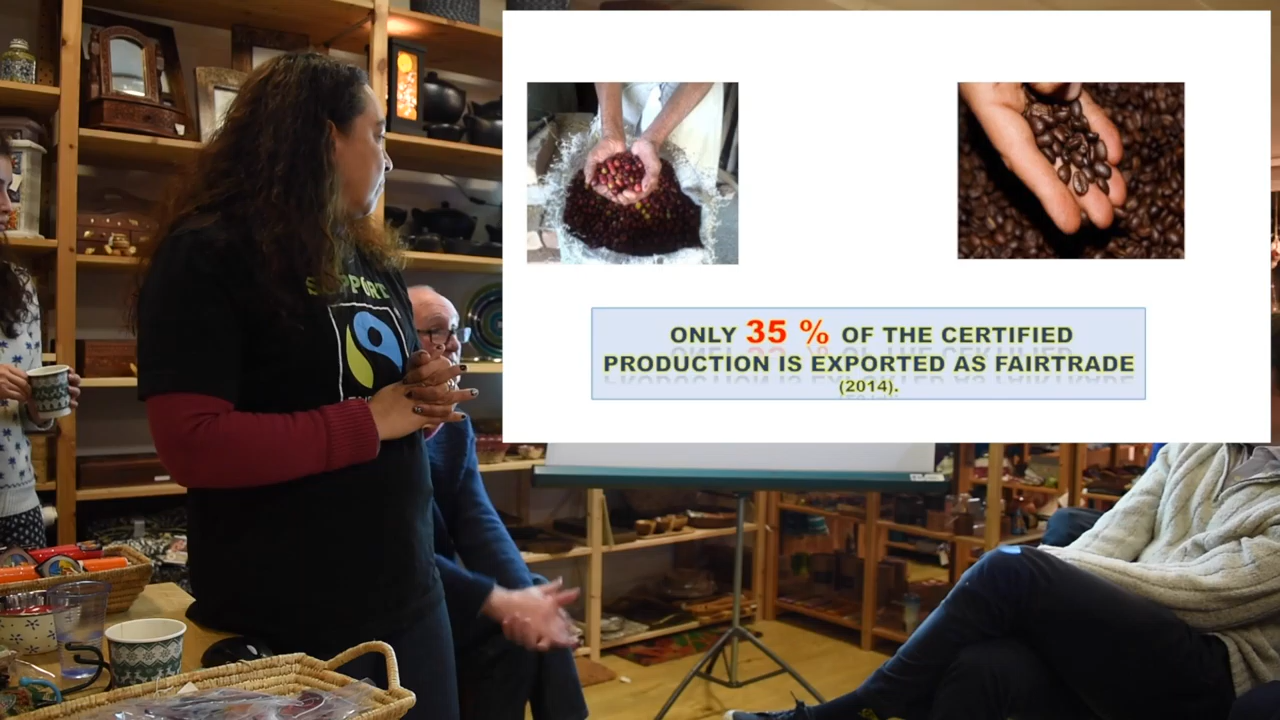 SUPPORT
ONLY 35 % OF THE CERTIFIED
PRODUCTION IS EXPORTED AS FAIRTRADE
(2014).